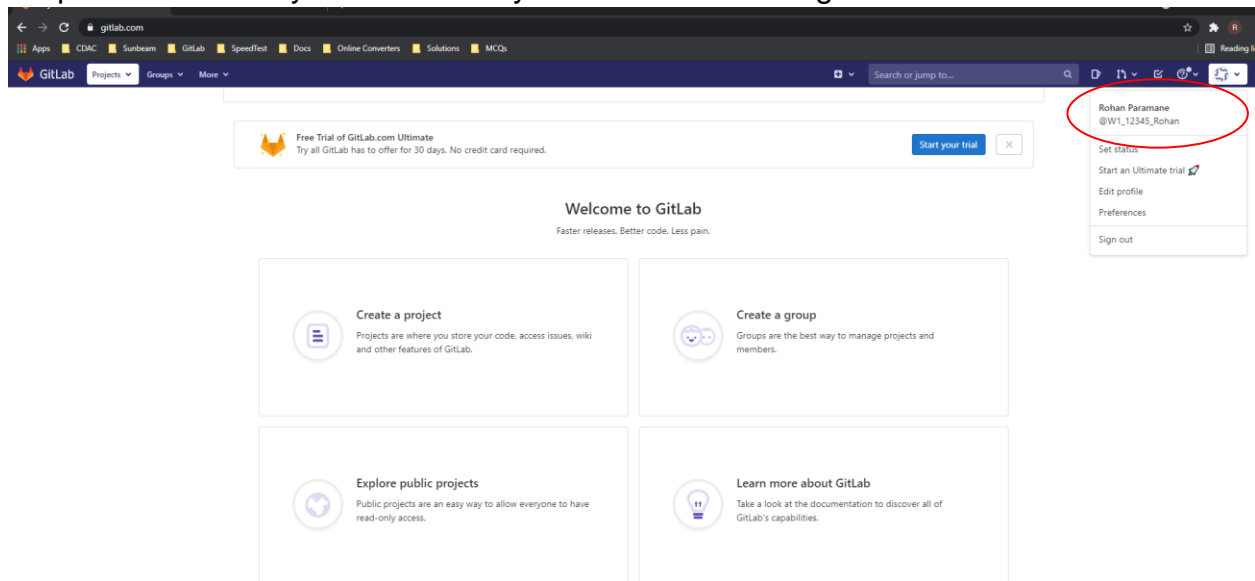 gitlab.com
Apps CDAC Sunbeam GitLab SpeedTest Docs Online Converters Solutions MCQs Reading li
GitLab Projects Groups More Search or jump to...
Rohan Paramane
@W1_12345_Rohan
Set status
Start an Ultimate trial
Edit profile
Preferences
Sign out
Free Trial of GitLab.com Ultimate
Try all GitLab has to offer for 30 days. No credit card required.
Start your trial
Welcome to GitLab
Faster releases. Better code. Less pain.
Create a project
Projects are where you store your code, access issues, wiki
and other features of GitLab.
Create a group
Groups are the best way to manage projects and
members.
Explore public projects
Public projects are an easy way to allow everyone to have
read-only access.
Learn more about GitLab
Take a look at the documentation to discover all of
GitLab's capabilities.